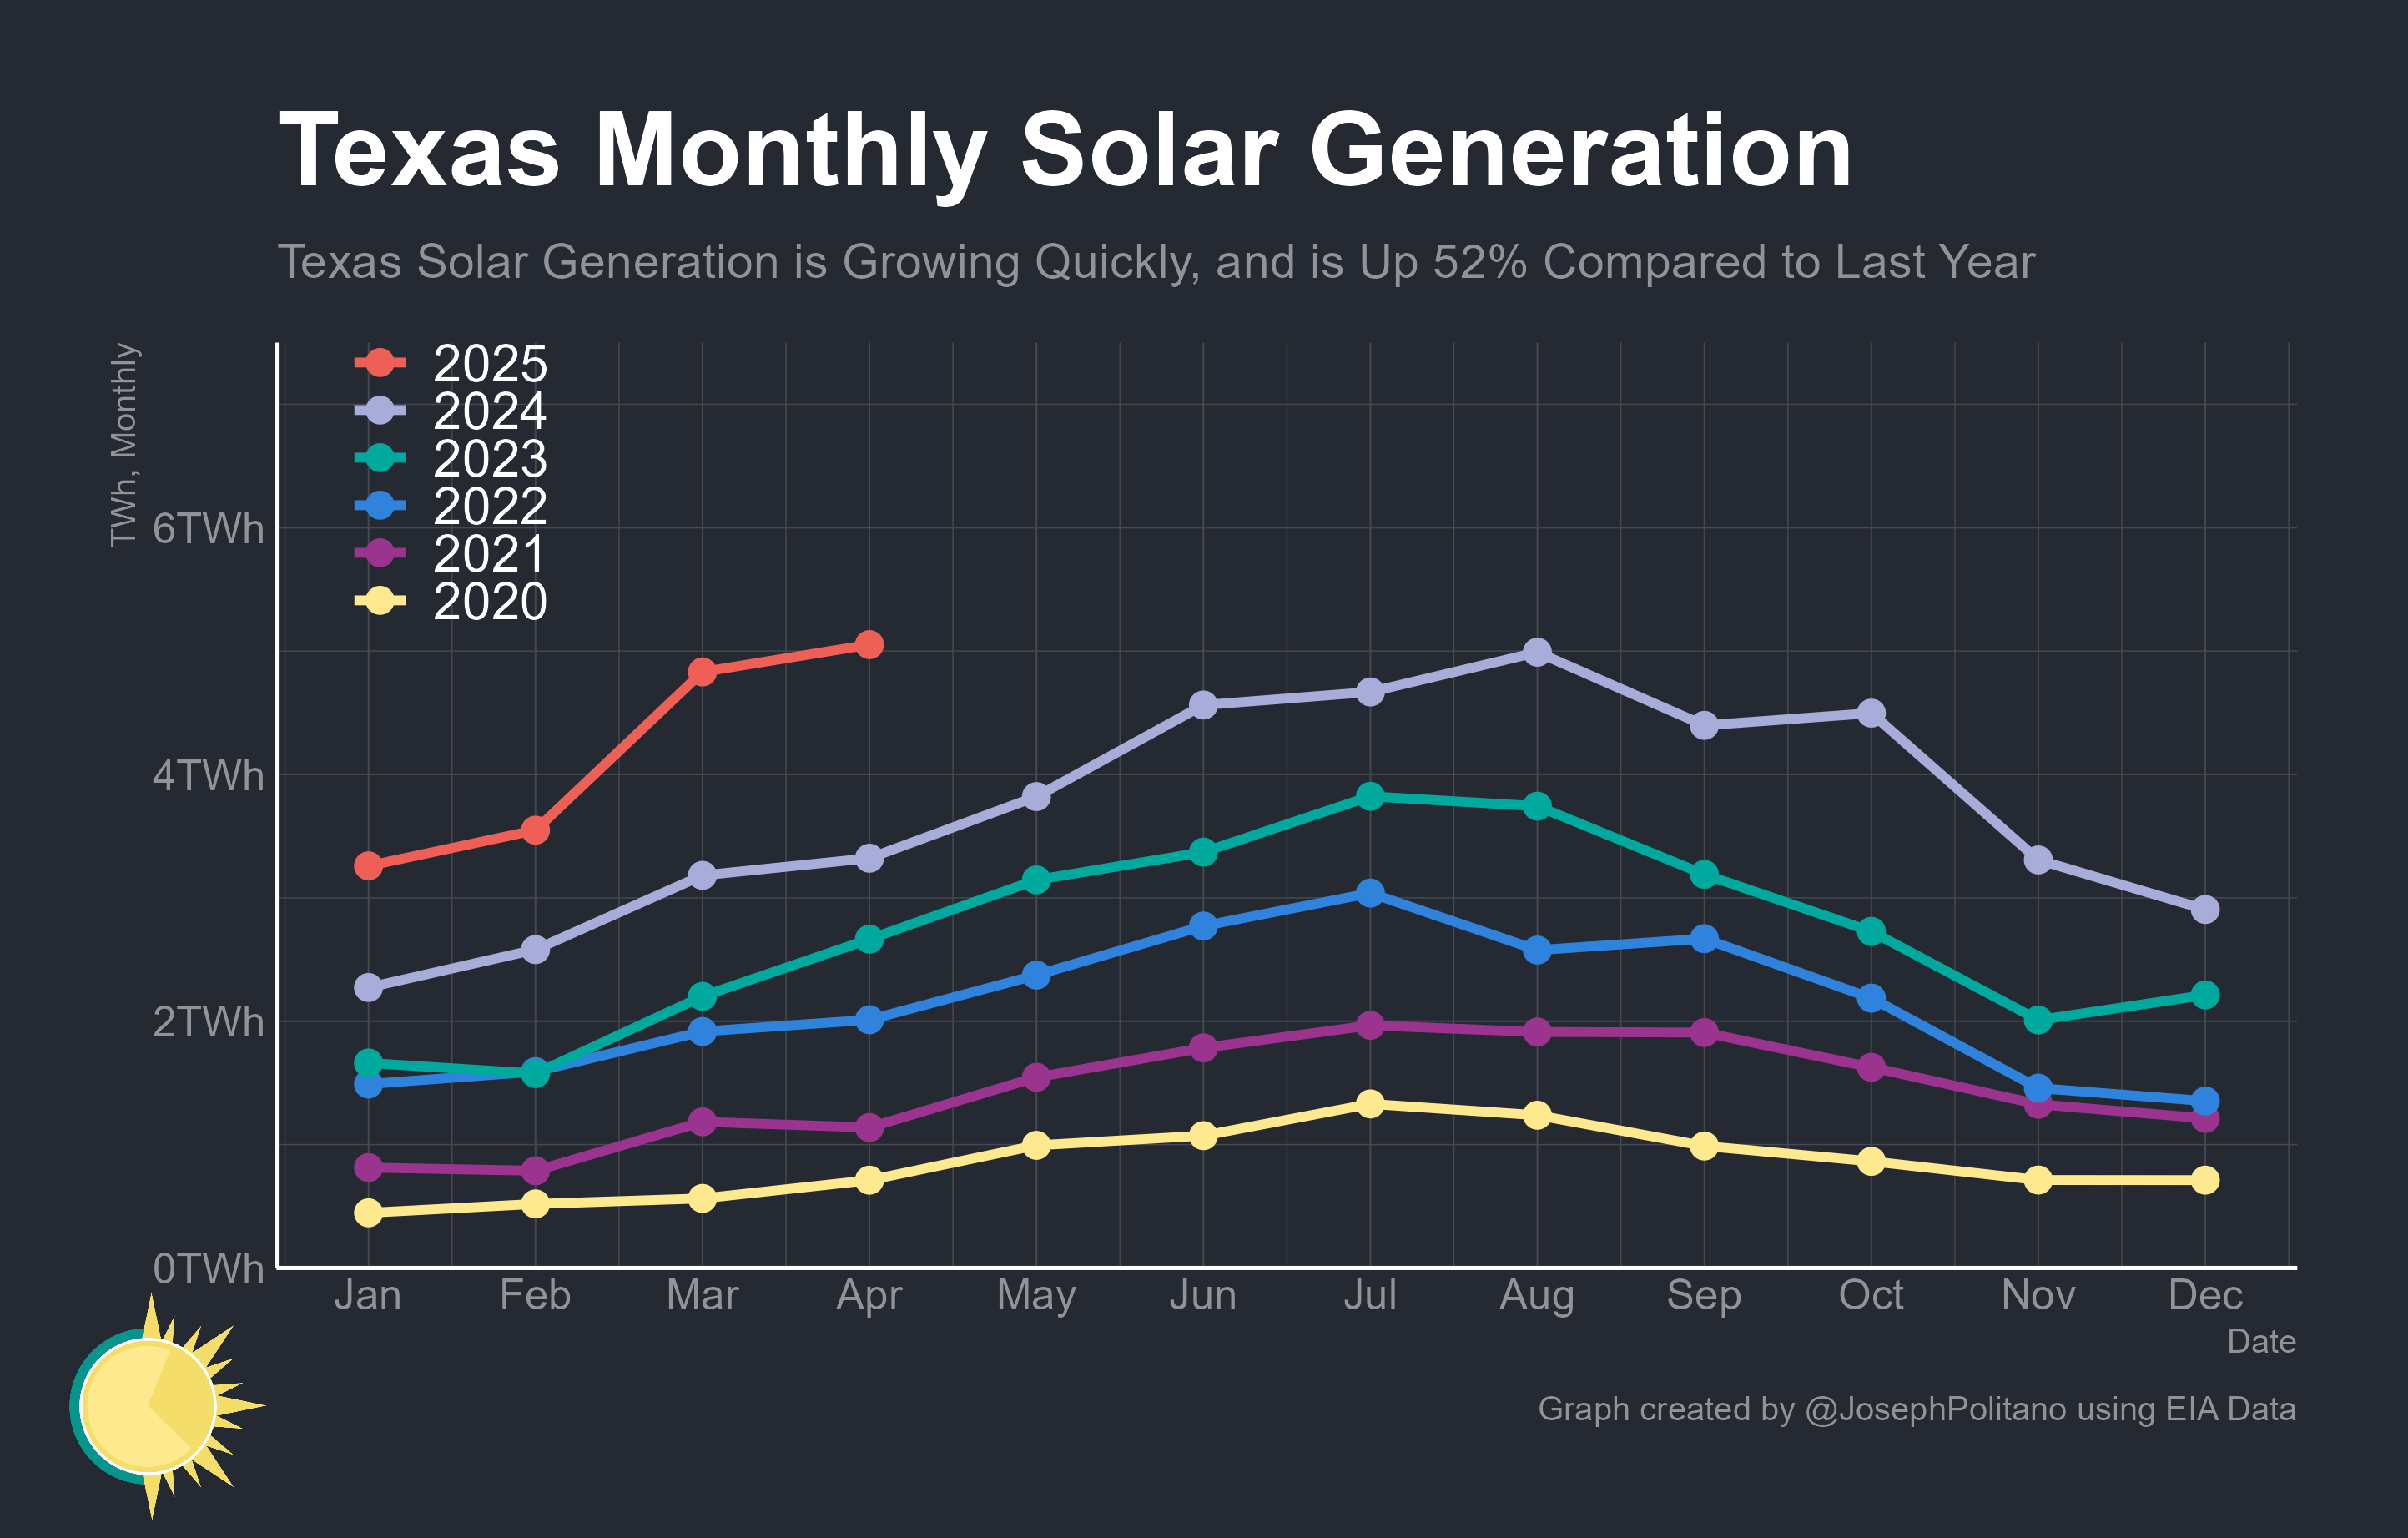 Texas Monthly Solar Generation
Texas Solar Generation is Growing Quickly, and is Up 52% Compared to Last Year
TWh, Monthly
2025
2024
2023
2022
2021
2020
6TWh
4TWh
2TWh
0TWh
Jan Feb Mar Apr May Jun Jul Aug Sep Oct Nov Dec
Date
Graph created by @JosephPolitano using EIA Data